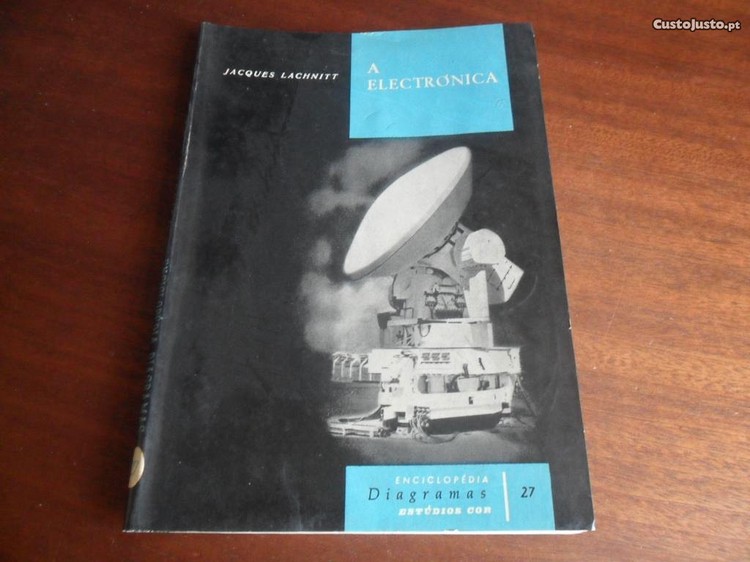 CustoJusto.pt
JACQUES LACHNITT
A
ELECTRÓNICA
ENCICLOPÉDIA
Diagramas
ESTÚDIOS COR
27